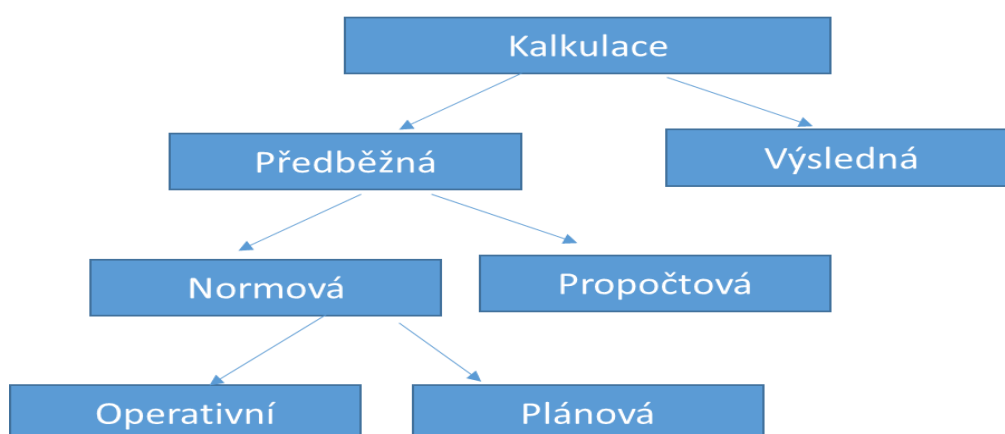 Kalkulace
Předběžná
Výsledná
Normová
Propočtová
Operativní
Plánová